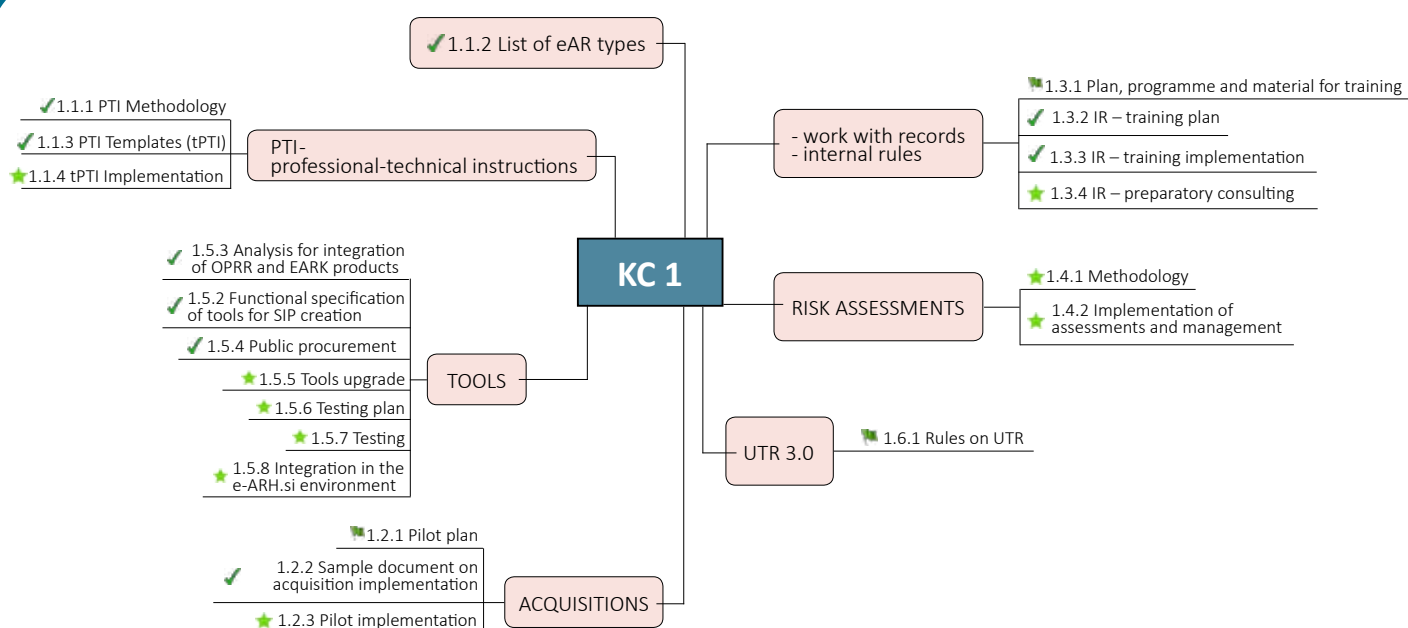 1.1.2 List of eAR types
1.1.1 PTI Methodology
1.1.3 PTI Templates (tPTI)
1.1.4 tPTI Implementation
PTI-
professional-technical instructions
1.3.1 Plan, programme and material for training
1.3.2 IR – training plan
1.3.3 IR – training implementation
1.3.4 IR – preparatory consulting
- work with records
- internal rules
KC 1
1.5.3 Analysis for integration
of OPRR and EARK products
1.5.2 Functional specification
of tools for SIP creation
1.5.4 Public procurement
1.5.5 Tools upgrade
1.5.6 Testing plan
1.5.7 Testing
1.5.8 Integration in the
e-ARH.si environment
TOOLS
RISK ASSESSMENTS
1.4.1 Methodology
1.4.2 Implementation of
assessments and management
UTR 3.0
1.6.1 Rules on UTR
1.2.1 Pilot plan
1.2.2 Sample document on
acquisition implementation
1.2.3 Pilot implementation
ACQUISITIONS